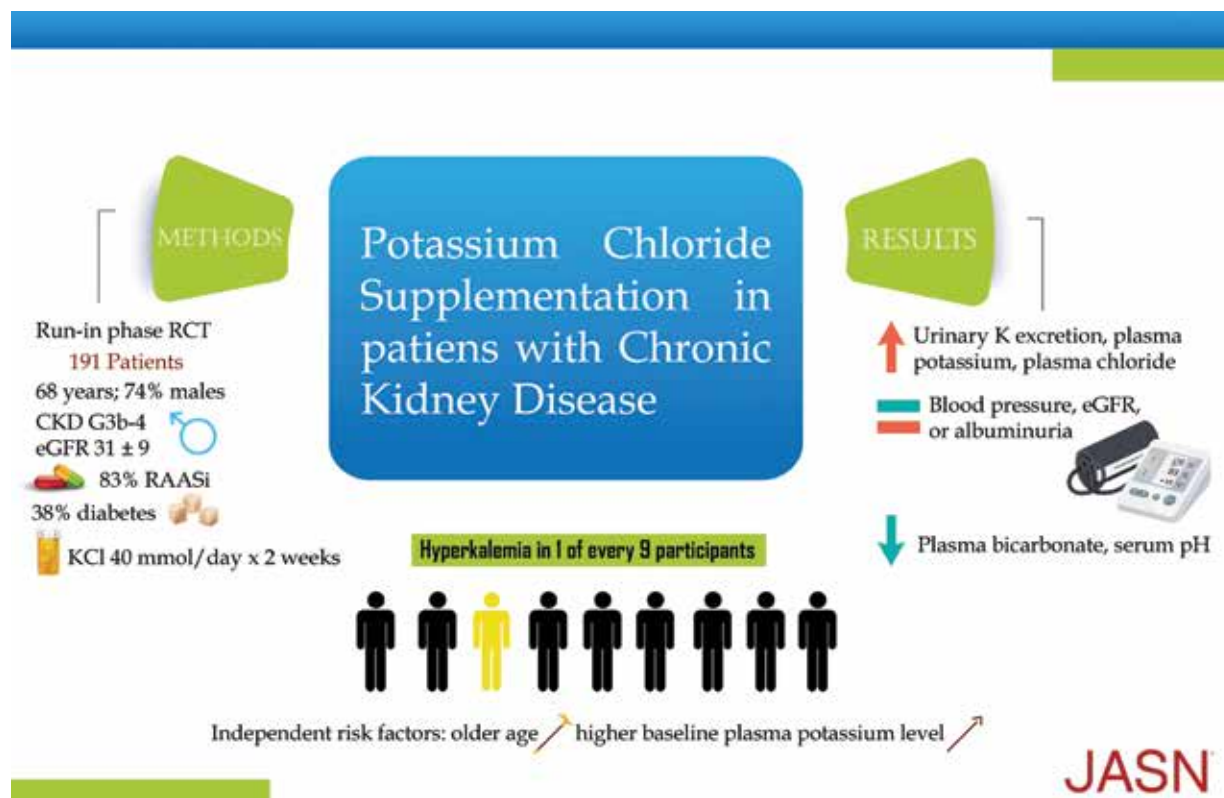 METHODS
Run-in phase RCT
191 Patients
68 years; 74% males
CKD G3b-4
eGFR 31 ± 9
83% RAASi
38% diabetes
KCl 40 mmol/day x 2 weeks
Potassium Chloride
Supplementation in
patiens with Chronic
Kidney Disease
Hyperkalemia in 1 of every 9 participants
Independent risk factors: older age higher baseline plasma potassium level
RESULTS
Urinary K excretion, plasma
potassium, plasma chloride
Blood pressure, eGFR,
or albuminuria
Plasma bicarbonate, serum pH
JASN